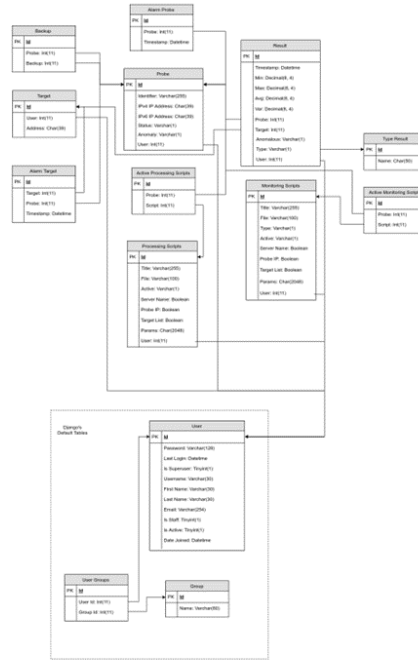 Alarm Probe
PK Id
Probe: Int(11)
Timestamp: Datetime
Backup
PK Id
Probe: Int(11)
Backup: Int(11)
Probe
PK Id
Identifier: Varchar(255)
IPv4 IP Address: Char(39)
IPv6 IP Address: Char(39)
Status: Varchar(1)
Anomaly: Varchar(1)
User: Int(11)
Result
PK Id
Timestamp: Datetime
Min: Decimal(8, 4)
Max: Decimal(8, 4)
Avg: Decimal(8, 4)
Var: Decimal(8, 4)
Probe: Int(11)
Target: Int(11)
Anomalous: Varchar(1)
Type: Varchar(1)
User: Int(11)
Target
PK Id
User: Int(11)
Address: Char(39)
Type Result
PK Id
Name: Char(50)
Alarm Target
PK Id
Target: Int(11)
Probe: Int(11)
Timestamp: Datetime
Active Processing Scripts
PK Id
Probe: Int(11)
Script: Int(11)
Monitoring Scripts
PK Id
Title: Varchar(255)
File: Varchar(100)
Type: Varchar(1)
Active: Varchar(1)
Server Name: Boolean
Probe IP: Boolean
Target List: Boolean
Params: Char(2048)
User: Int(11)
Active Monitoring Scripts
PK Id
Probe: Int(11)
Script: Int(11)
Processing Scripts
PK Id
Title: Varchar(255)
File: Varchar(100)
Active: Varchar(1)
Server Name: Boolean
Probe IP: Boolean
Target List: Boolean
Params: Char(2048)
User: Int(11)
Django's
Default Tables
User
PK Id
Password: Varchar(128)
Last Login: Datetime
Is Superuser: Tinyint(1)
Username: Varchar(30)
First Name: Varchar(30)
Last Name: Varchar(30)
Email: Varchar(254)
Is Staff: Tinyint(1)
Is Active: Tinyint(1)
Date Joined: Datetime
User Groups
PK Id
User Id: Int(11)
Group Id: Int(11)
Group
PK Id
Name: Varchar(80)